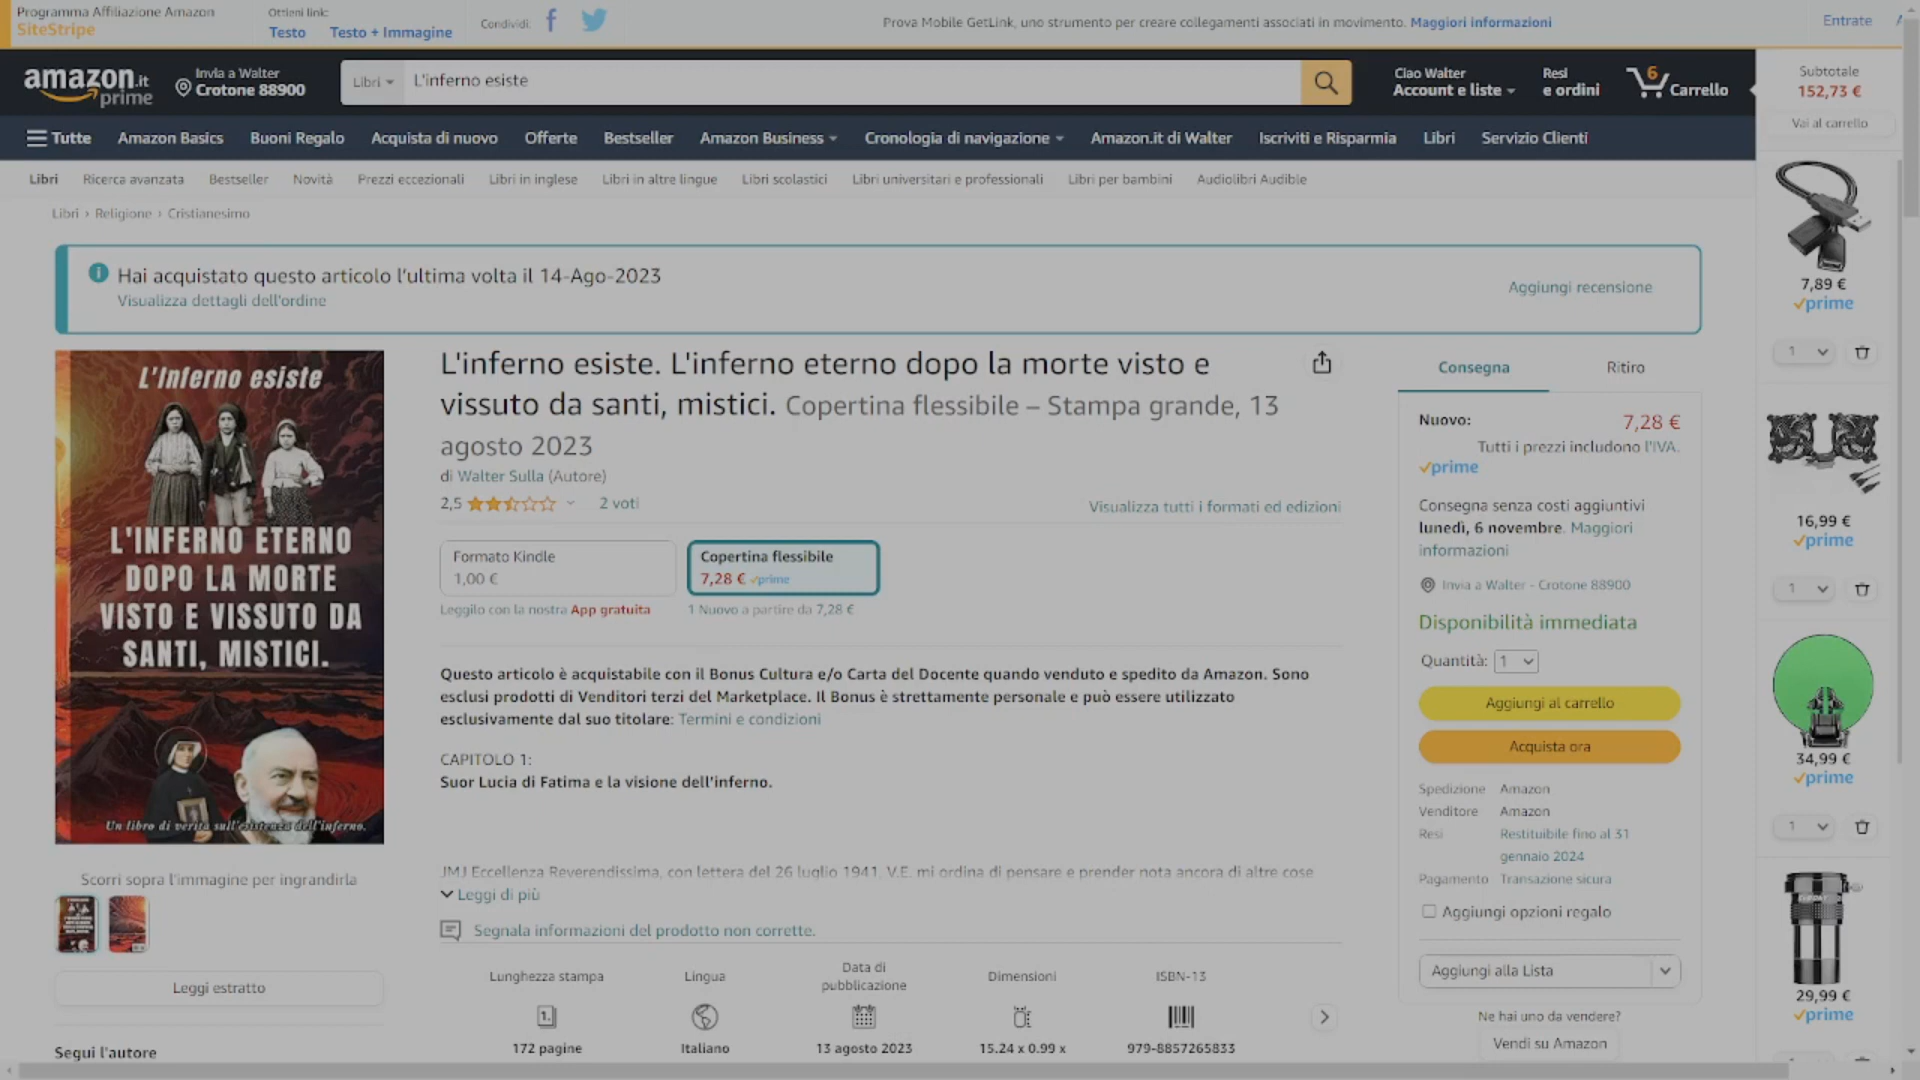 Programma Affiliazione Amazon
SiteStripe
Ottieni link:
Testo
Testo + Immagine
Condividi:
Prova Mobile GetLink, uno strumento per creare collegamenti associati in movimento. Maggiori informazioni
Entrate
amazon.it
prime
Invia a Walter
Crotone 88900
Libri
L'inferno esiste
Ciao Walter
Account e liste
Resi
e ordini
6
Carrello
Subtotale
152,73 €
Vai al carrello
Tutte
Amazon Basics
Buoni Regalo
Acquista di nuovo
Offerte
Bestseller
Amazon Business
Cronologia di navigazione
Amazon.it di Walter
Iscriviti e Risparmia
Libri
Servizio Clienti
Libri
Ricerca avanzata
Bestseller
Novità
Prezzi eccezionali
Libri in inglese
Libri in altre lingue
Libri scolastici
Libri universitari e professionali
Libri per bambini
Audiolibri Audible
Libri › Religione › Cristianesimo
Hai acquistato questo articolo l'ultima volta il 14-Ago-2023
Visualizza dettagli dell'ordine
Aggiungi recensione
L'Inferno esiste
L'INFERNO ETERNO
DOPO LA MORTE
VISTO E VISSUTO DA
SANTI, MISTICI.
Un libro di verità sull'esistenza dell'inferno.
Scorri sopra l'immagine per ingrandirla
Leggi estratto
Segui l'autore
L'inferno esiste. L'inferno eterno dopo la morte visto e
vissuto da santi, mistici. Copertina flessibile – Stampa grande, 13
agosto 2023
di Walter Sulla (Autore)
2,5
2 voti
Visualizza tutti i formati ed edizioni
Formato Kindle
1,00 €
Copertina flessibile
7,28 € prime
Leggilo con la nostra App gratuita
1 Nuovo a partire da 7,28 €
Questo articolo è acquistabile con il Bonus Cultura e/o Carta del Docente quando venduto e spedito da Amazon. Sono
esclusi prodotti di Venditori terzi del Marketplace. Il Bonus è strettamente personale e può essere utilizzato
esclusivamente dal suo titolare: Termini e condizioni
CAPITOLO 1:
Suor Lucia di Fatima e la visione dell'inferno.
JMJ Eccellenza Reverendissima, con lettera del 26 luglio 1941, V.E. mi ordina di pensare e prender nota ancora di altre cose
Leggi di più
Segnala informazioni del prodotto non corrette.
Lunghezza stampa
172 pagine
Lingua
Italiano
Data di
pubblicazione
13 agosto 2023
Dimensioni
15.24 x 0.99 x
ISBN-13
979-8857265833
Consegna
Ritiro
Nuovo:
7,28 €
Tutti i prezzi includono l'IVA.
prime
Consegna senza costi aggiuntivi
lunedì, 6 novembre. Maggiori
informazioni
Invia a Walter - Crotone 88900
Disponibilità immediata
Quantità: 1
Aggiungi al carrello
Acquista ora
Spedizione Amazon
Venditore Amazon
Resi Restituibile fino al 31
gennaio 2024
Pagamento Transazione sicura
Aggiungi opzioni regalo
Aggiungi alla Lista
Ne hai uno da vendere?
Vendi su Amazon
7,89 €
prime
1
16,99 €
prime
1
34,99 €
prime
1
29,99 €
prime